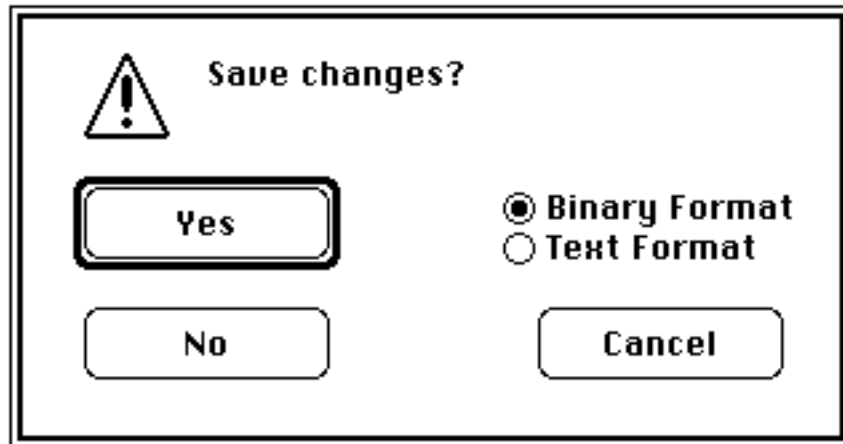 Save changes?
Yes
Binary Format
Text Format
No
Cancel